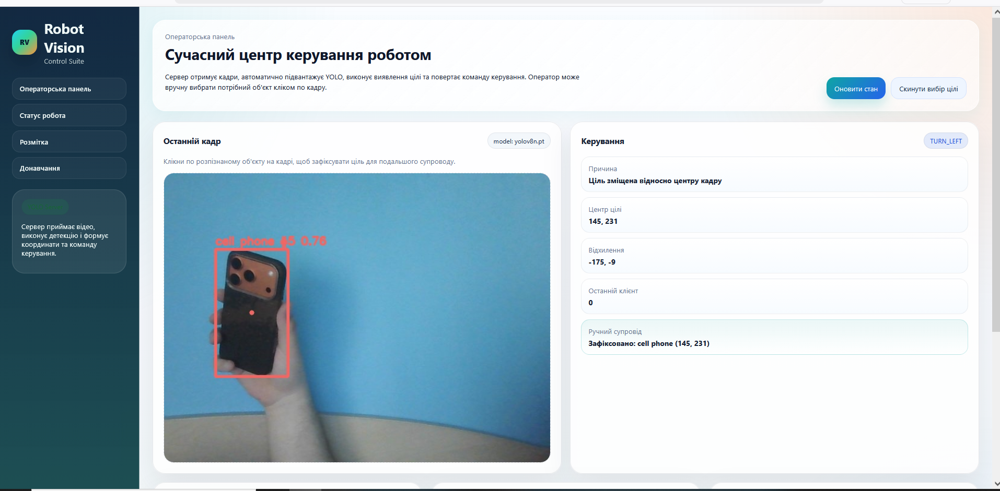 RV
Robot
Vision
Control Suite
Операторська панель
Статус робота
Розмітка
Донавчання
Сервер приймає відео,
виконує детекцію і формує
координати та команду
керування.
Операторська панель
Сучасний центр керування роботом
Сервер отримує кадри, автоматично підвантажує YOLO, виконує виявлення цілі та повертає команду керування. Оператор може
вручну вибрати потрібний об'єкт кліком по кадру.
Оновити стан
Скинути вибір цілі
Останній кадр
model: yolov8n.pt
Клікни по розпізнаному об'єкту на кадрі, щоб зафіксувати ціль для подальшого супроводу.
cell phone 0.76
Керування
TURN_LEFT
Причина
Ціль зміщена відносно центру кадру
Центр цілі
145, 231
Відхилення
-175, -9
Останній клієнт
0
Ручний супровід
Зафіксовано: cell phone (145, 231)